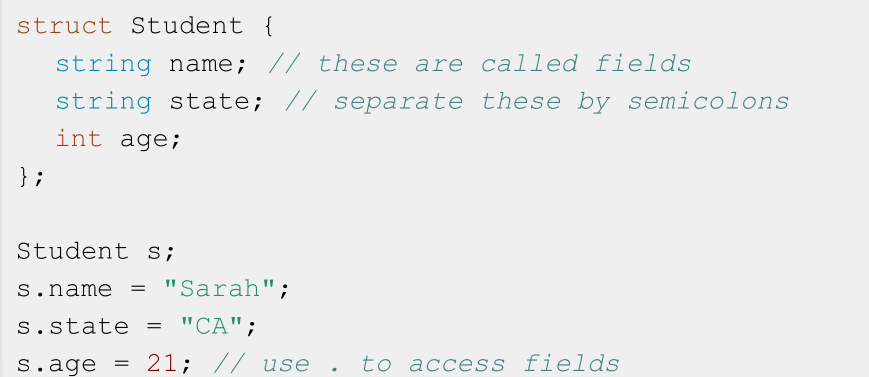 struct Student {
string name; // these are called fields
string state; // separate these by semicolons
int age;
};
Student s;
s.name = "Sarah";
s.state = "CA";
s.age = 21; // use . to access fields